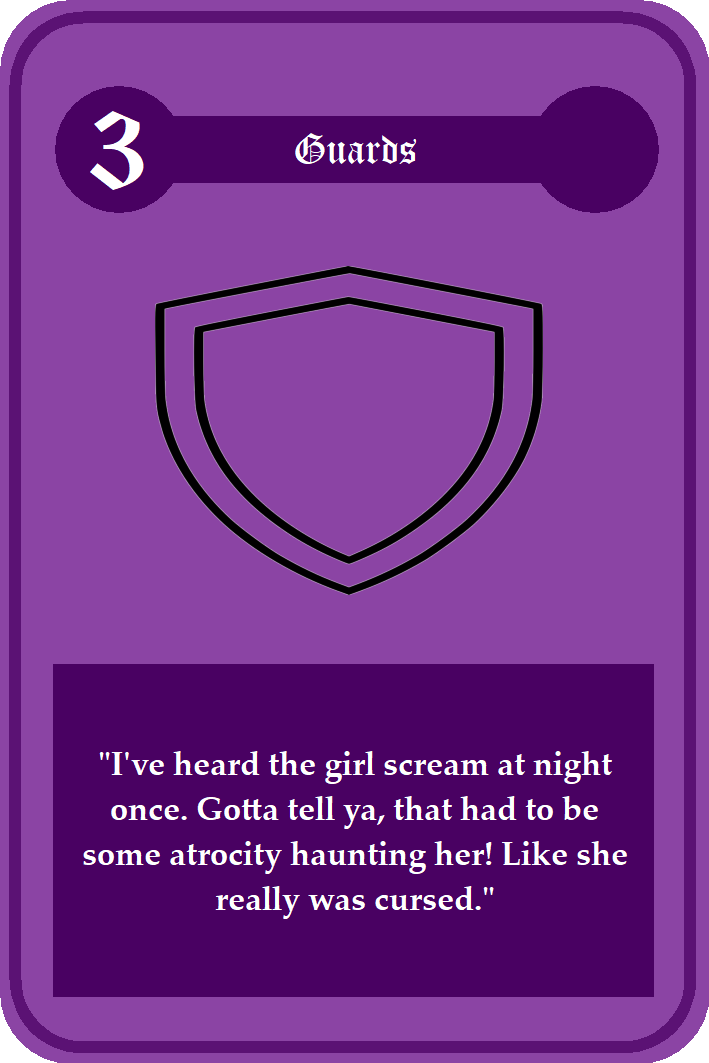 3
Guards
"I've heard the girl scream at night
once. Gotta tell ya, that had to be
some atrocity haunting her! Like she
really was cursed."